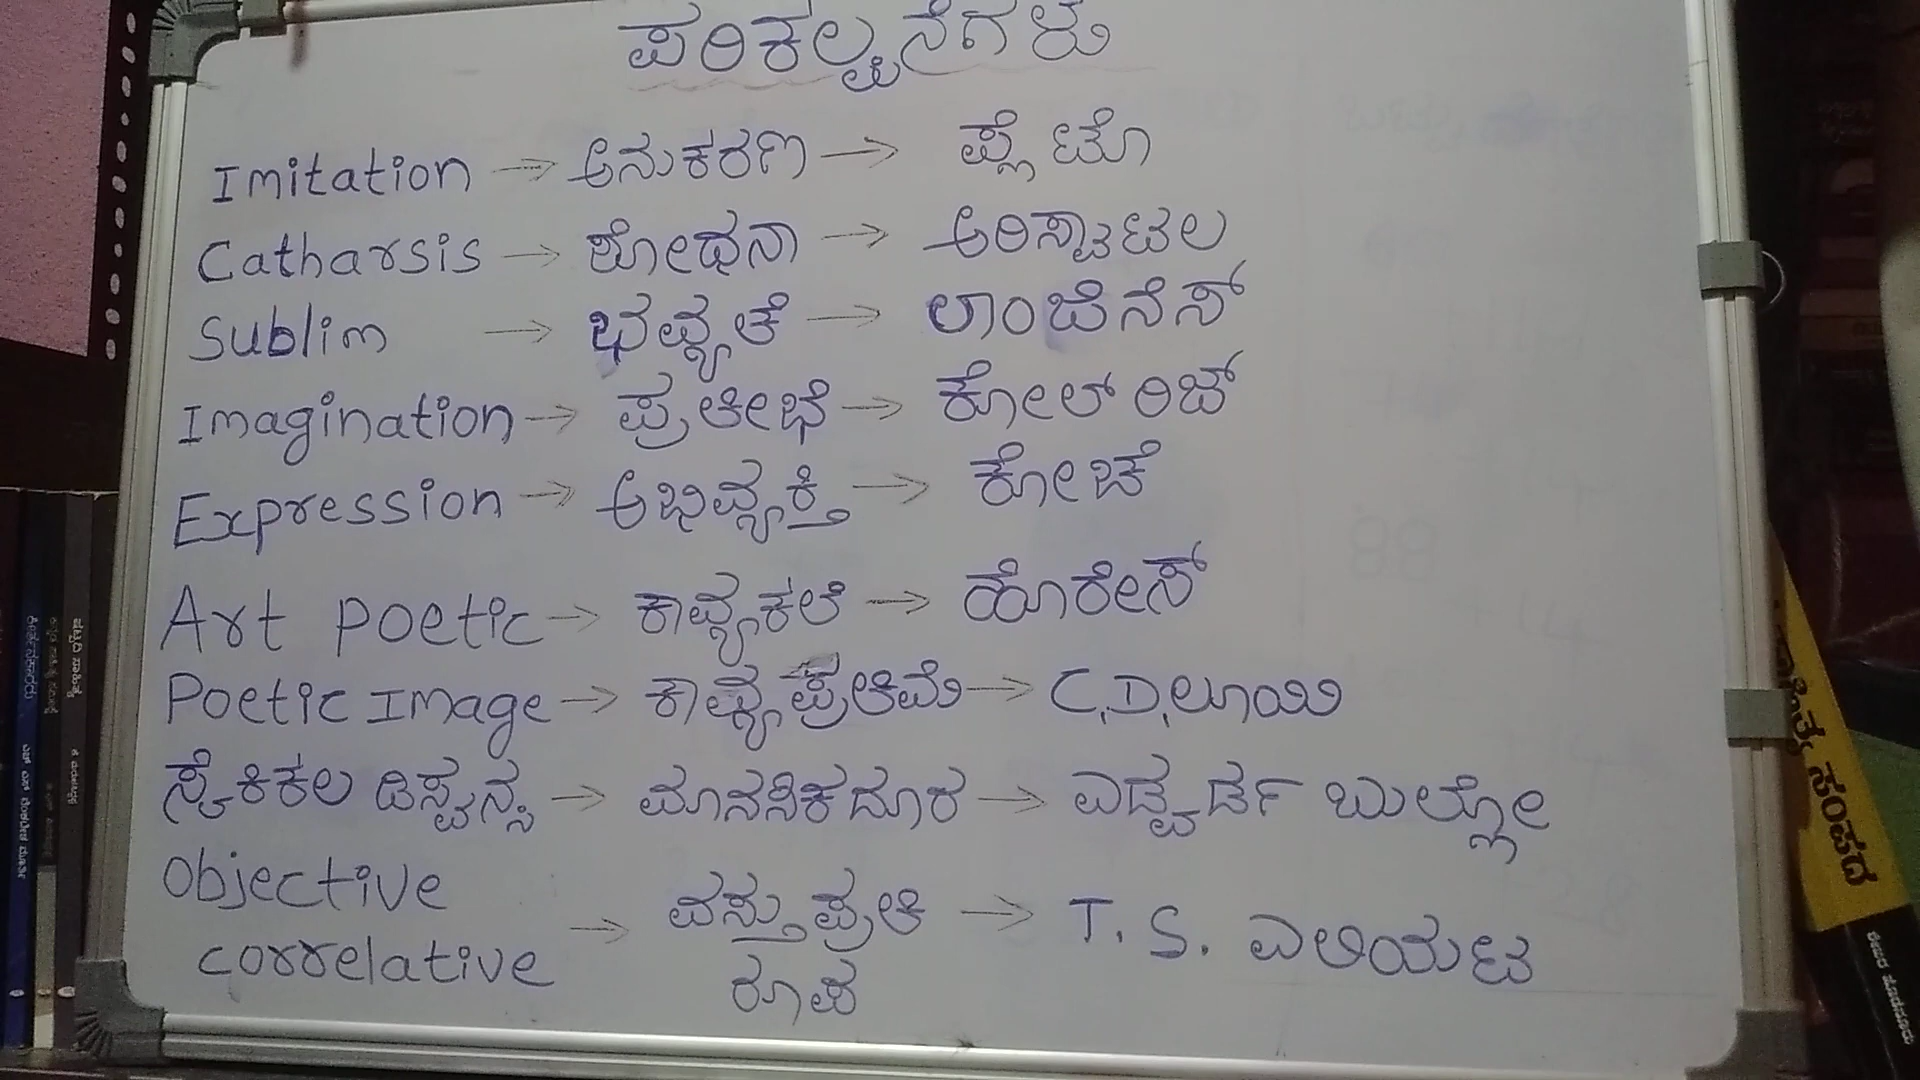 ಪರಿಕಲ್ಪನೆಗಳು
Imitation → ಅನುಕರಣ → ಪ್ಲೆಟೊ
Catharsis → ಶೋಧನಾ → ಅರಿಸ್ಟಾಟಲ
Sublim → ಭವ್ಯತೆ → ಲಾಂಜಿನೆಸ್
Imagination → ಪ್ರತೀಭೆ → ಕೋಲ್ ರಿಜ್
Expression → ಅಭಿವ್ಯಕ್ತಿ → ಕೋಚೆ
Art poetic → ಕಾವ್ಯಕಲೆ → ಹೊರೇಸ್
Poetic Image → ಕಾವ್ಯಪ್ರತಿಮೆ → C.D.ಲೂಯಿ
ಸೈಕಿಕಲ ಡಿಸ್ಟನ್ಸ → ಮಾನಸಿಕದೂರ → ಎಡ್ವರ್ಡ ಬುಲ್ಲೋ
Objective
correlative → ವಸ್ತು ಪ್ರತಿ → T. S. ಎಲಿಯಟ
ರೂಪ